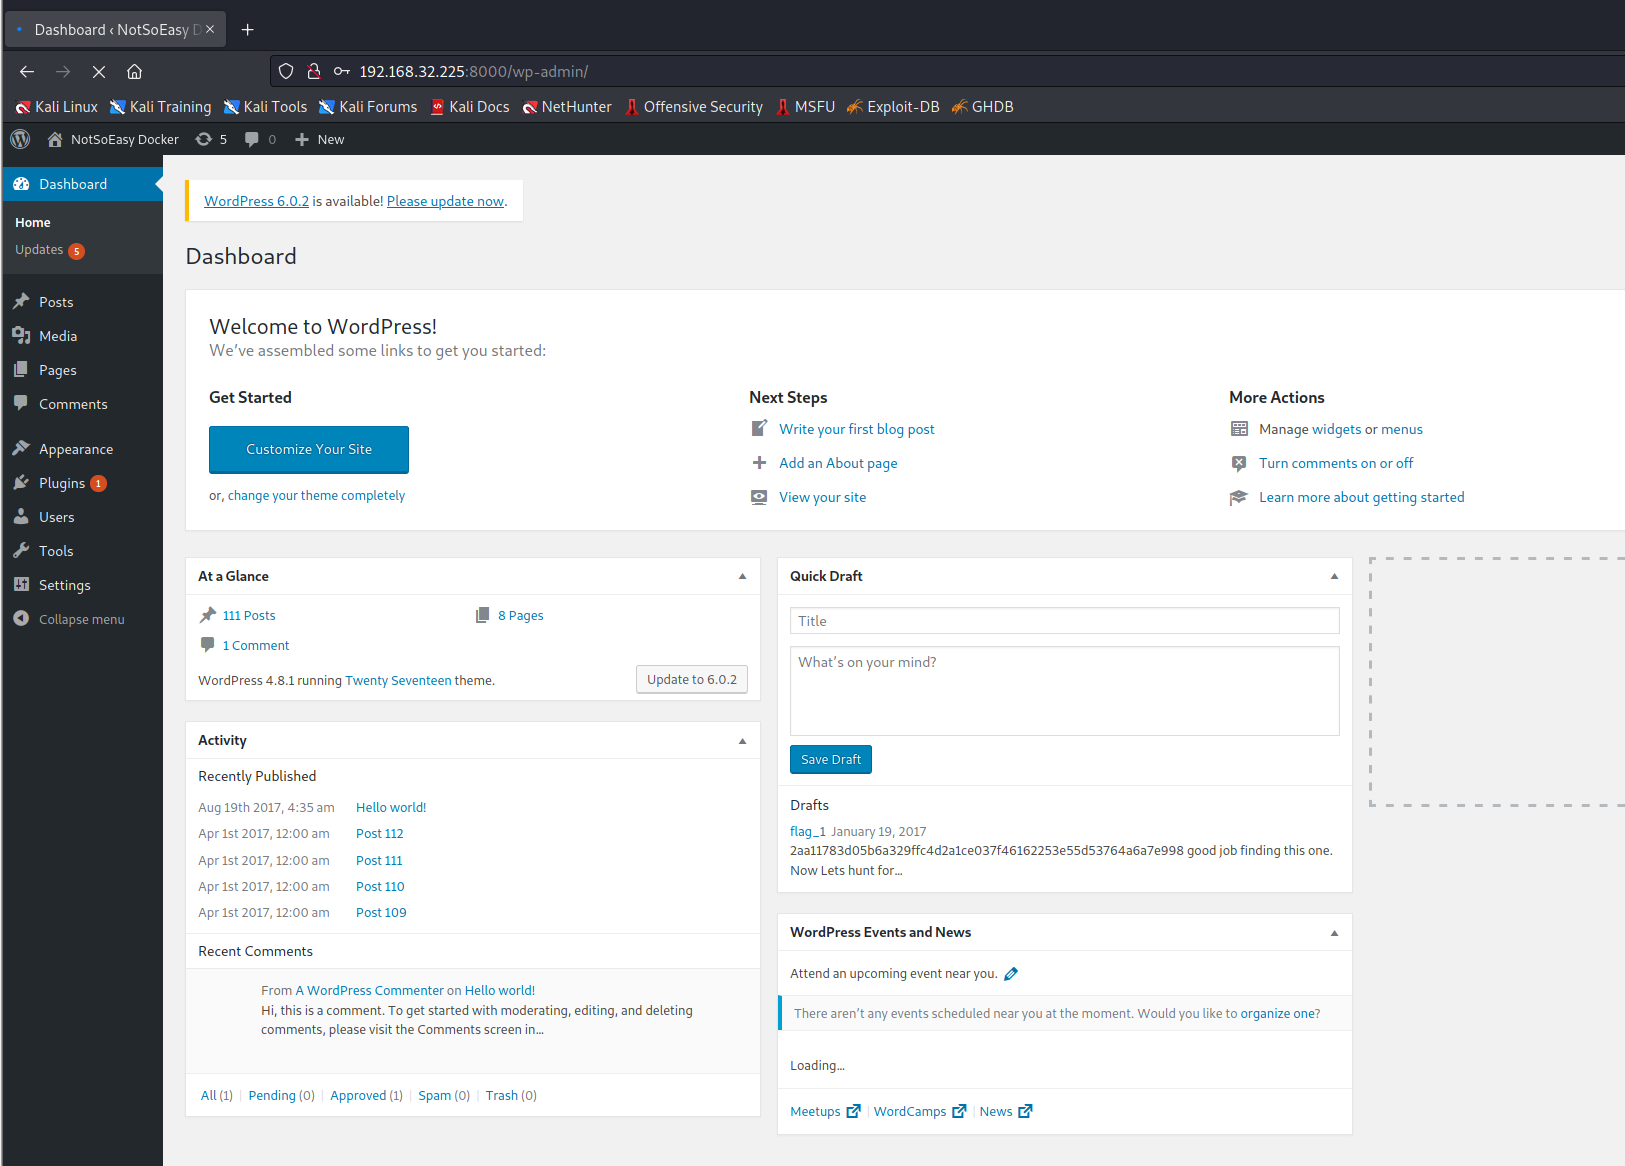 Dashboard ‹ NotSoEasy D
192.168.32.225:8000/wp-admin/
Kali Linux Kali Training Kali Tools Kali Forums Kali Docs NetHunter Offensive Security MSFU Exploit-DB GHDB
NotSoEasy Docker 5 0 New
Dashboard
Home
Updates 5
Posts
Media
Pages
Comments
Appearance
Plugins 1
Users
Tools
Settings
Collapse menu
WordPress 6.0.2 is available! Please update now.
Dashboard
Welcome to WordPress!
We’ve assembled some links to get you started:
Get Started
Customize Your Site
or, change your theme completely
Next Steps
Write your first blog post
Add an About page
View your site
More Actions
Manage widgets or menus
Turn comments on or off
Learn more about getting started
At a Glance
111 Posts 8 Pages
1 Comment
WordPress 4.8.1 running Twenty Seventeen theme. Update to 6.0.2
Activity
Recently Published
Aug 19th 2017, 4:35 am Hello world!
Apr 1st 2017, 12:00 am Post 112
Apr 1st 2017, 12:00 am Post 111
Apr 1st 2017, 12:00 am Post 110
Apr 1st 2017, 12:00 am Post 109
Recent Comments
From A WordPress Commenter on Hello world!
Hi, this is a comment. To get started with moderating, editing, and deleting
comments, please visit the Comments screen in…
All (1) | Pending (0) | Approved (1) | Spam (0) | Trash (0)
Quick Draft
Title
What’s on your mind?
Save Draft
Drafts
flag_1 January 19, 2017
2aa11783d05b6a329ffc4d2a1ce037f46162253e55d53764a6a7e998 good job finding this one.
Now Lets hunt for…
WordPress Events and News
Attend an upcoming event near you.
There aren’t any events scheduled near you at the moment. Would you like to organize one?
Loading…
Meetups | WordCamps | News